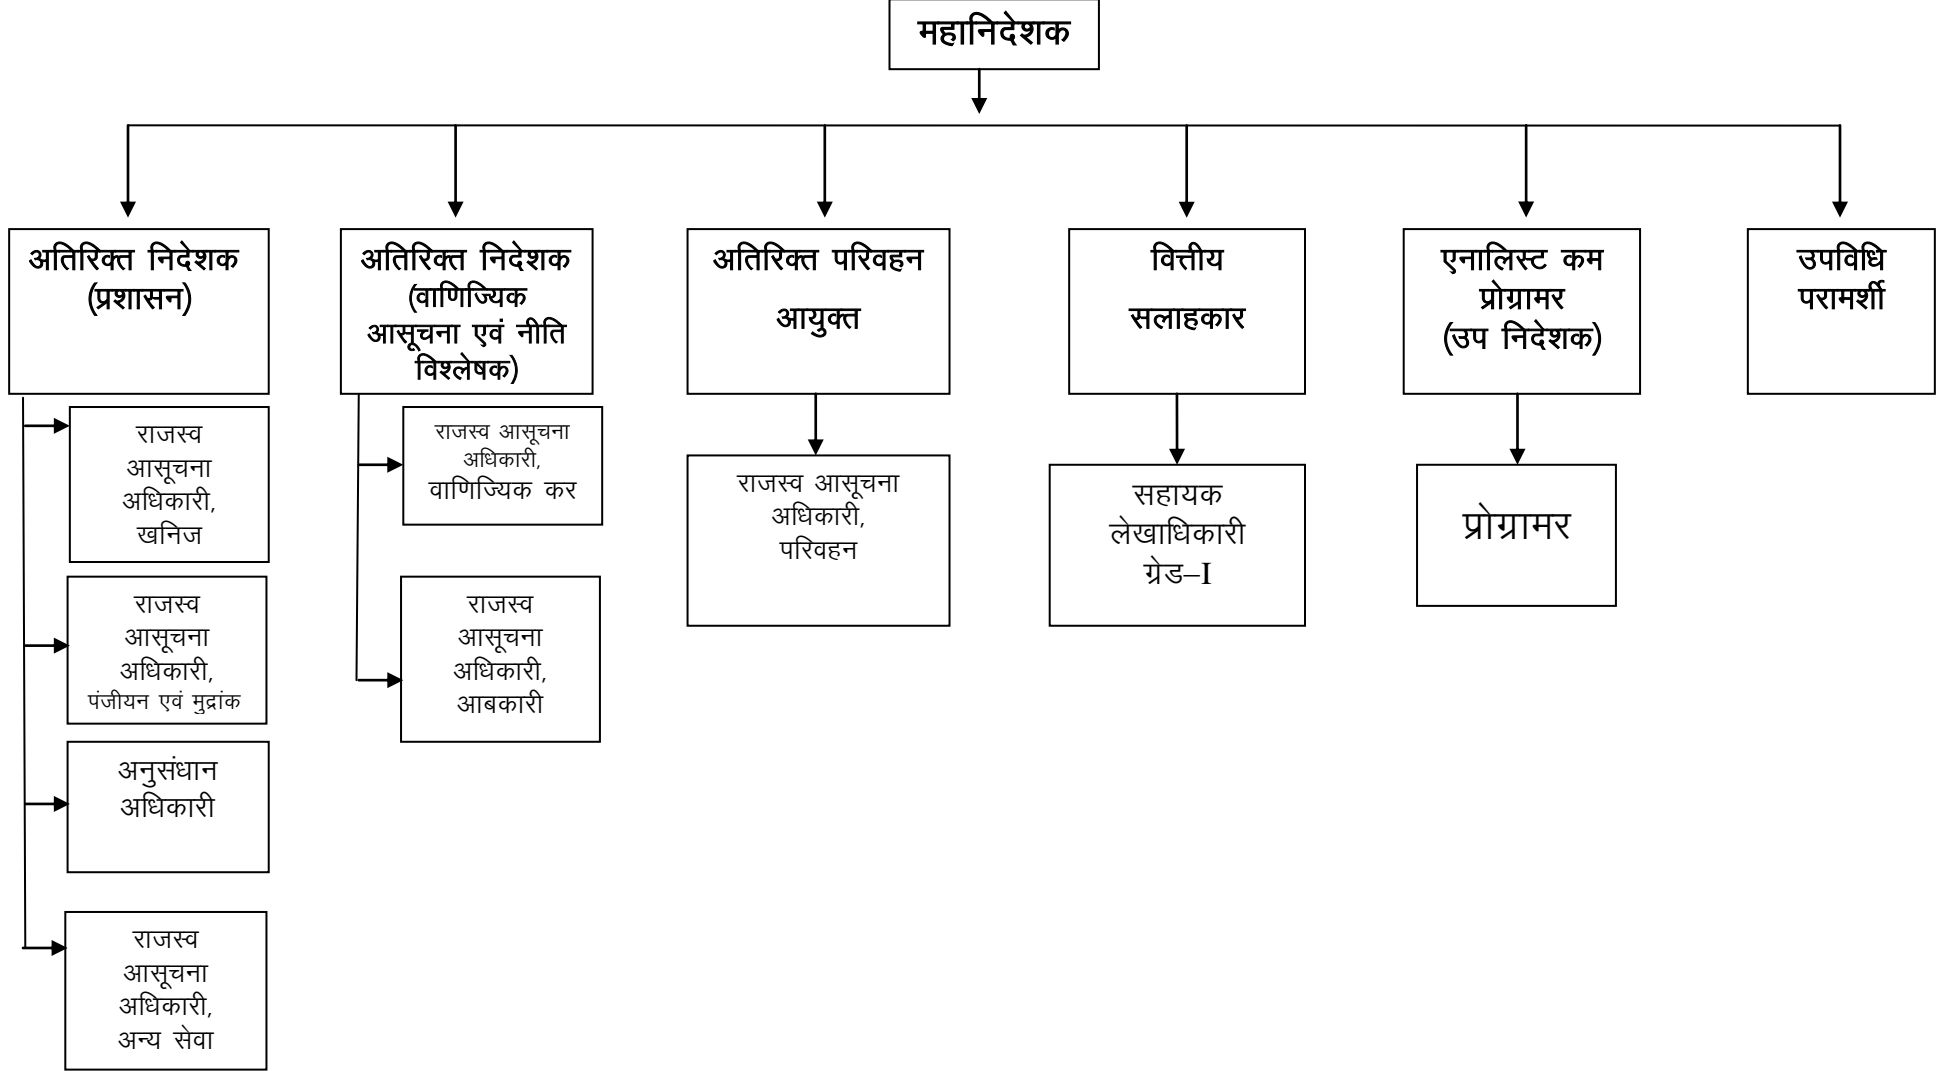 महानिदेशक
अतिरिक्त निदेशक
(प्रशासन)
अतिरिक्त निदेशक
(वाणिज्यिक
आसूचना एवं नीति
विश्लेषक)
अतिरिक्त परिवहन
आयुक्त
वित्तीय
सलाहकार
एनालिस्ट कम
प्रोग्रामर
(उप निदेशक)
उपविधि
परामर्शी
राजस्व
आसूचना
अधिकारी,
खनिज
राजस्व
आसूचना
अधिकारी,
पंजीयन एवं मुद्रांक
अनुसंधान
अधिकारी
राजस्व
आसूचना
अधिकारी,
अन्य सेवा
राजस्व आसूचना
अधिकारी,
वाणिज्यिक कर
राजस्व
आसूचना
अधिकारी,
आबकारी
राजस्व आसूचना
अधिकारी,
परिवहन
सहायक
लेखाधिकारी
ग्रेड–I
प्रोग्रामर